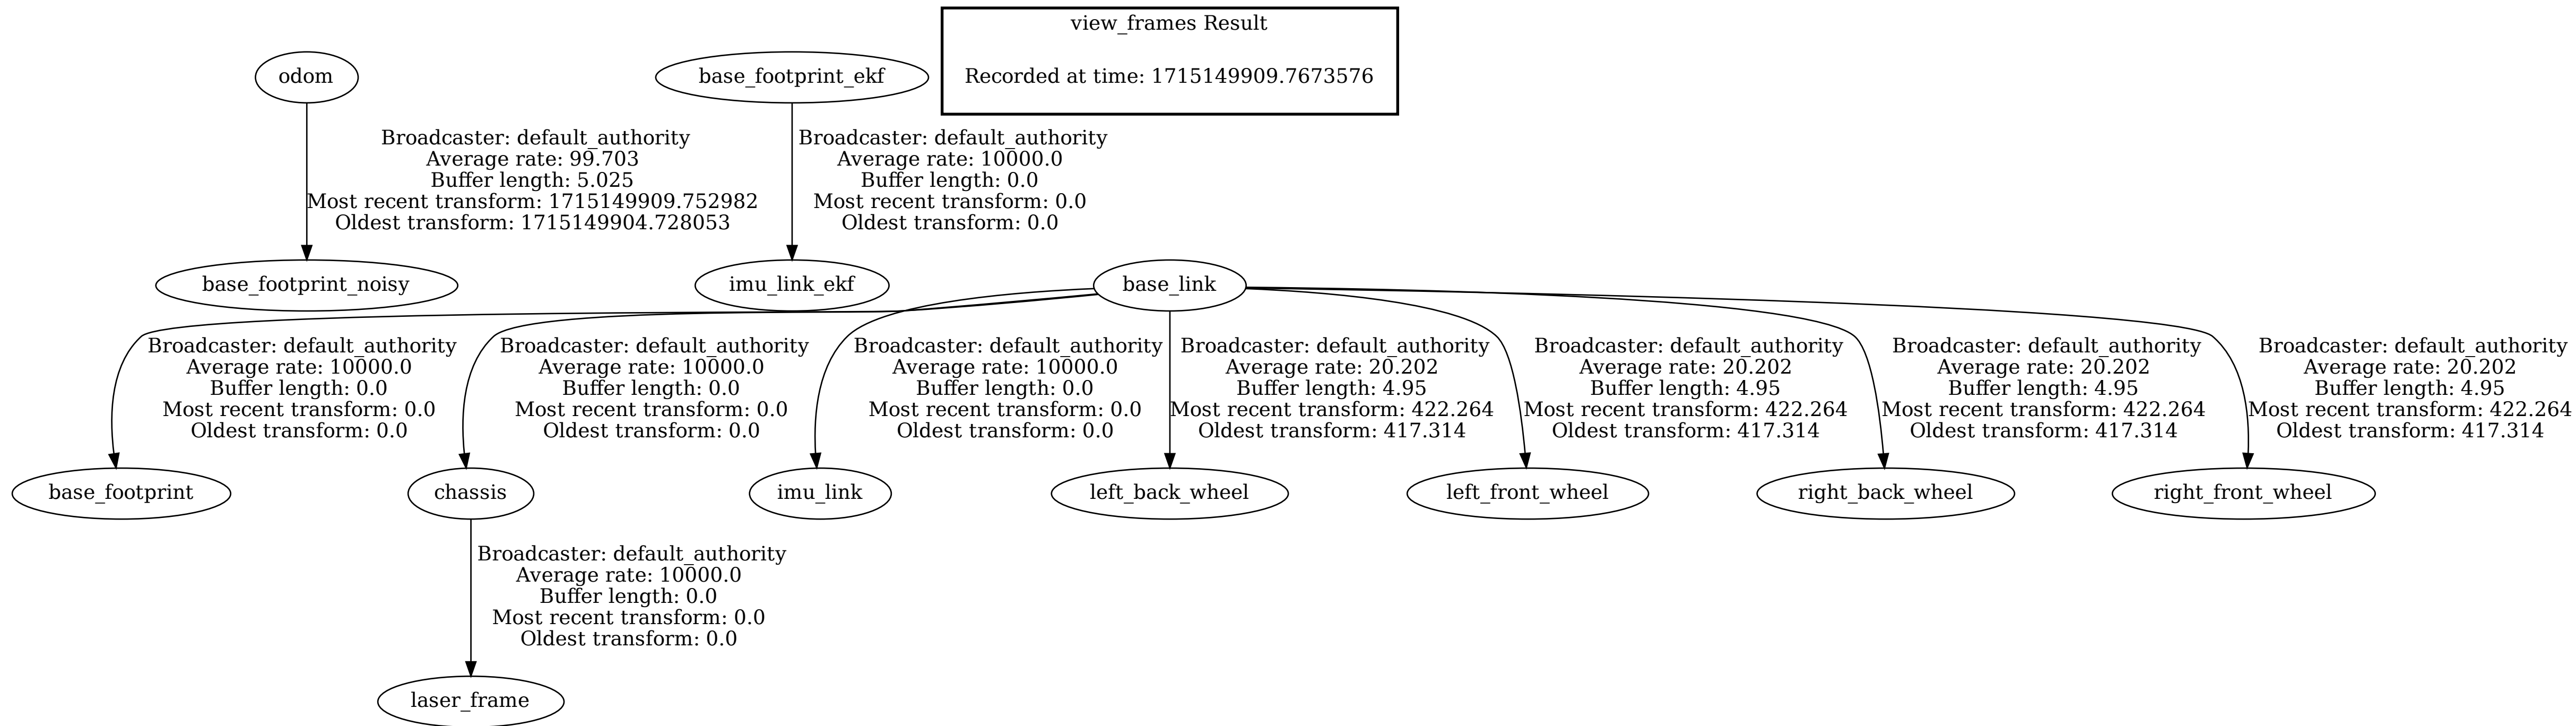 view_frames Result
Recorded at time: 1715149909.7673576
odom
base_footprint_ekf
Broadcaster: default_authority
Average rate: 99.703
Buffer length: 5.025
Most recent transform: 1715149909.752982
Oldest transform: 1715149904.728053
Broadcaster: default_authority
Average rate: 10000.0
Buffer length: 0.0
Most recent transform: 0.0
Oldest transform: 0.0
base_footprint_noisy
imu_link_ekf
base_link
Broadcaster: default_authority
Average rate: 10000.0
Buffer length: 0.0
Most recent transform: 0.0
Oldest transform: 0.0
Broadcaster: default_authority
Average rate: 10000.0
Buffer length: 0.0
Most recent transform: 0.0
Oldest transform: 0.0
Broadcaster: default_authority
Average rate: 10000.0
Buffer length: 0.0
Most recent transform: 0.0
Oldest transform: 0.0
Broadcaster: default_authority
Average rate: 20.202
Buffer length: 4.95
Most recent transform: 422.264
Oldest transform: 417.314
Broadcaster: default_authority
Average rate: 20.202
Buffer length: 4.95
Most recent transform: 422.264
Oldest transform: 417.314
Broadcaster: default_authority
Average rate: 20.202
Buffer length: 4.95
Most recent transform: 422.264
Oldest transform: 417.314
Broadcaster: default_authority
Average rate: 20.202
Buffer length: 4.95
Most recent transform: 422.264
Oldest transform: 417.314
base_footprint
chassis
imu_link
left_back_wheel
left_front_wheel
right_back_wheel
right_front_wheel
Broadcaster: default_authority
Average rate: 10000.0
Buffer length: 0.0
Most recent transform: 0.0
Oldest transform: 0.0
laser_frame